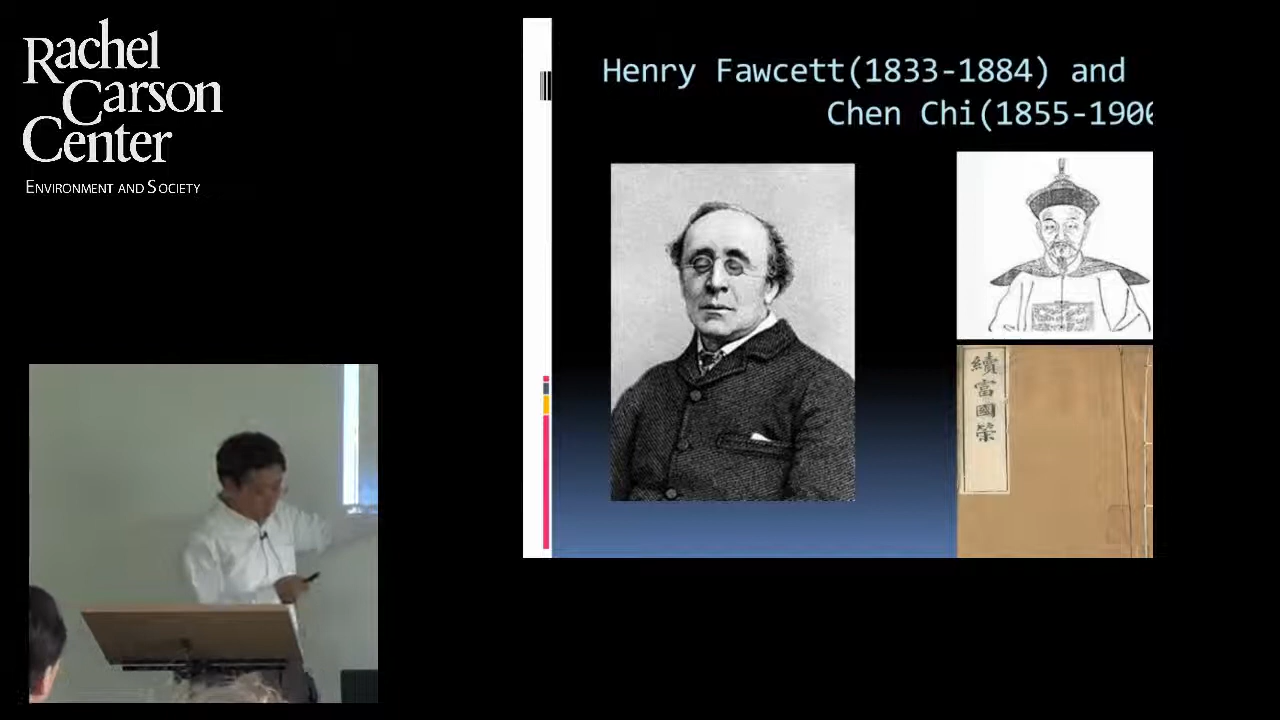 Rachel
Carson
Center
ENVIRONMENT AND SOCIETY
Henry Fawcett(1833-1884) and
Chen Chi(1855-1900
續富國策